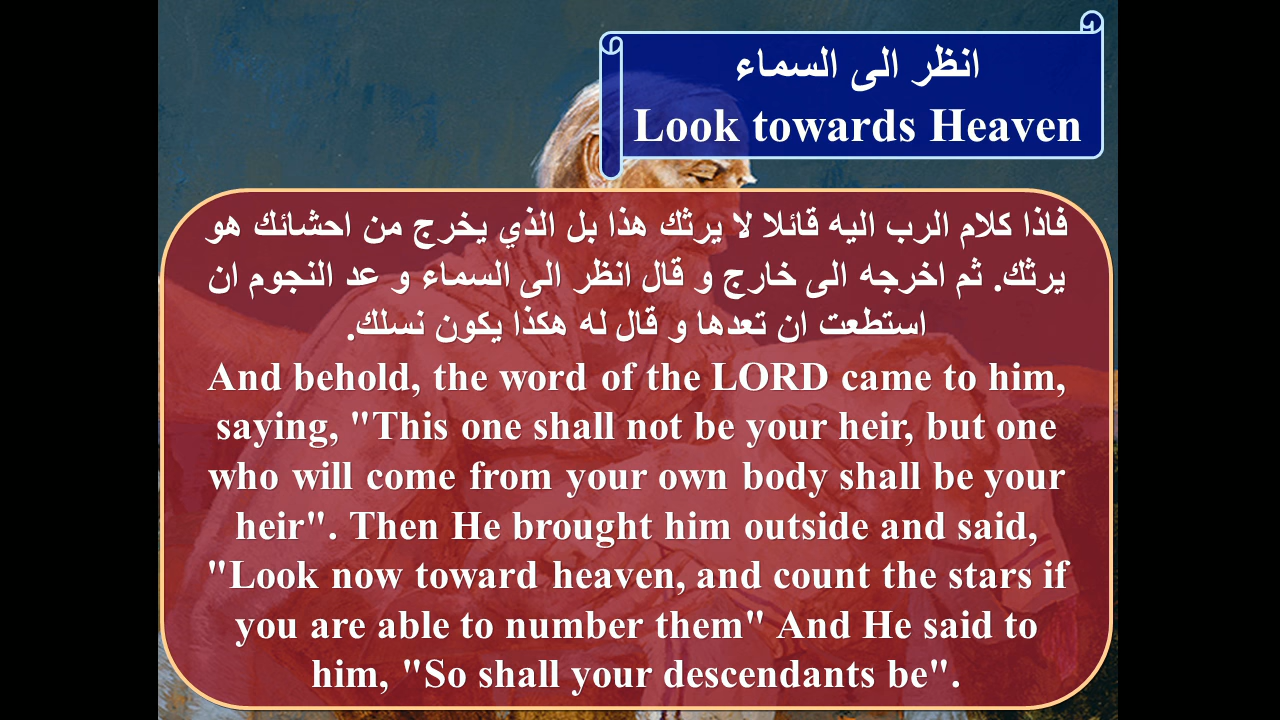 انظر الى السماء
Look towards Heaven
فاذا كلام الرب اليه قائلا لا يرثك هذا بل الذي يخرج من احشائك هو
يرثك. ثم اخرجه الى خارج و قال انظر الى السماء و عد النجوم ان
استطعت ان تعدها و قال له هكذا يكون نسلك.
And behold, the word of the LORD came to him,
saying, "This one shall not be your heir, but one
who will come from your own body shall be your
heir". Then He brought him outside and said,
"Look now toward heaven, and count the stars if
you are able to number them" And He said to
him, "So shall your descendants be".